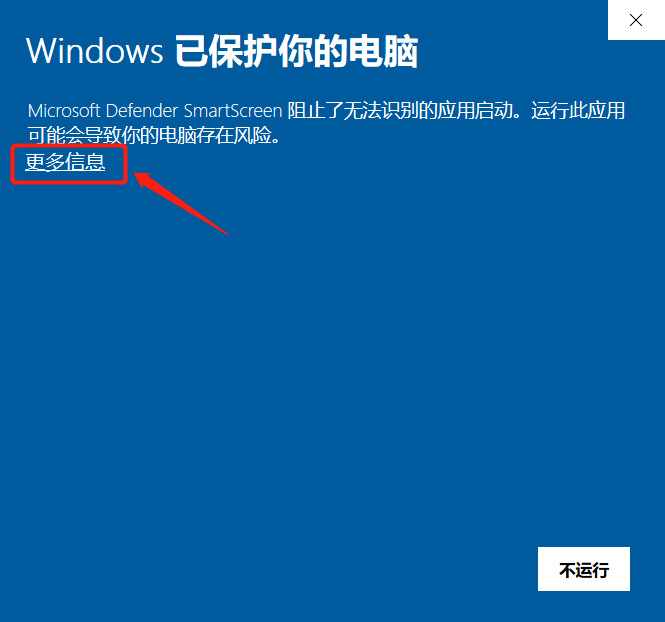 Windows 已保护你的电脑
Microsoft Defender SmartScreen 阻止了无法识别的应用启动。运行此应用
可能会导致你的电脑存在风险。
更多信息
不运行